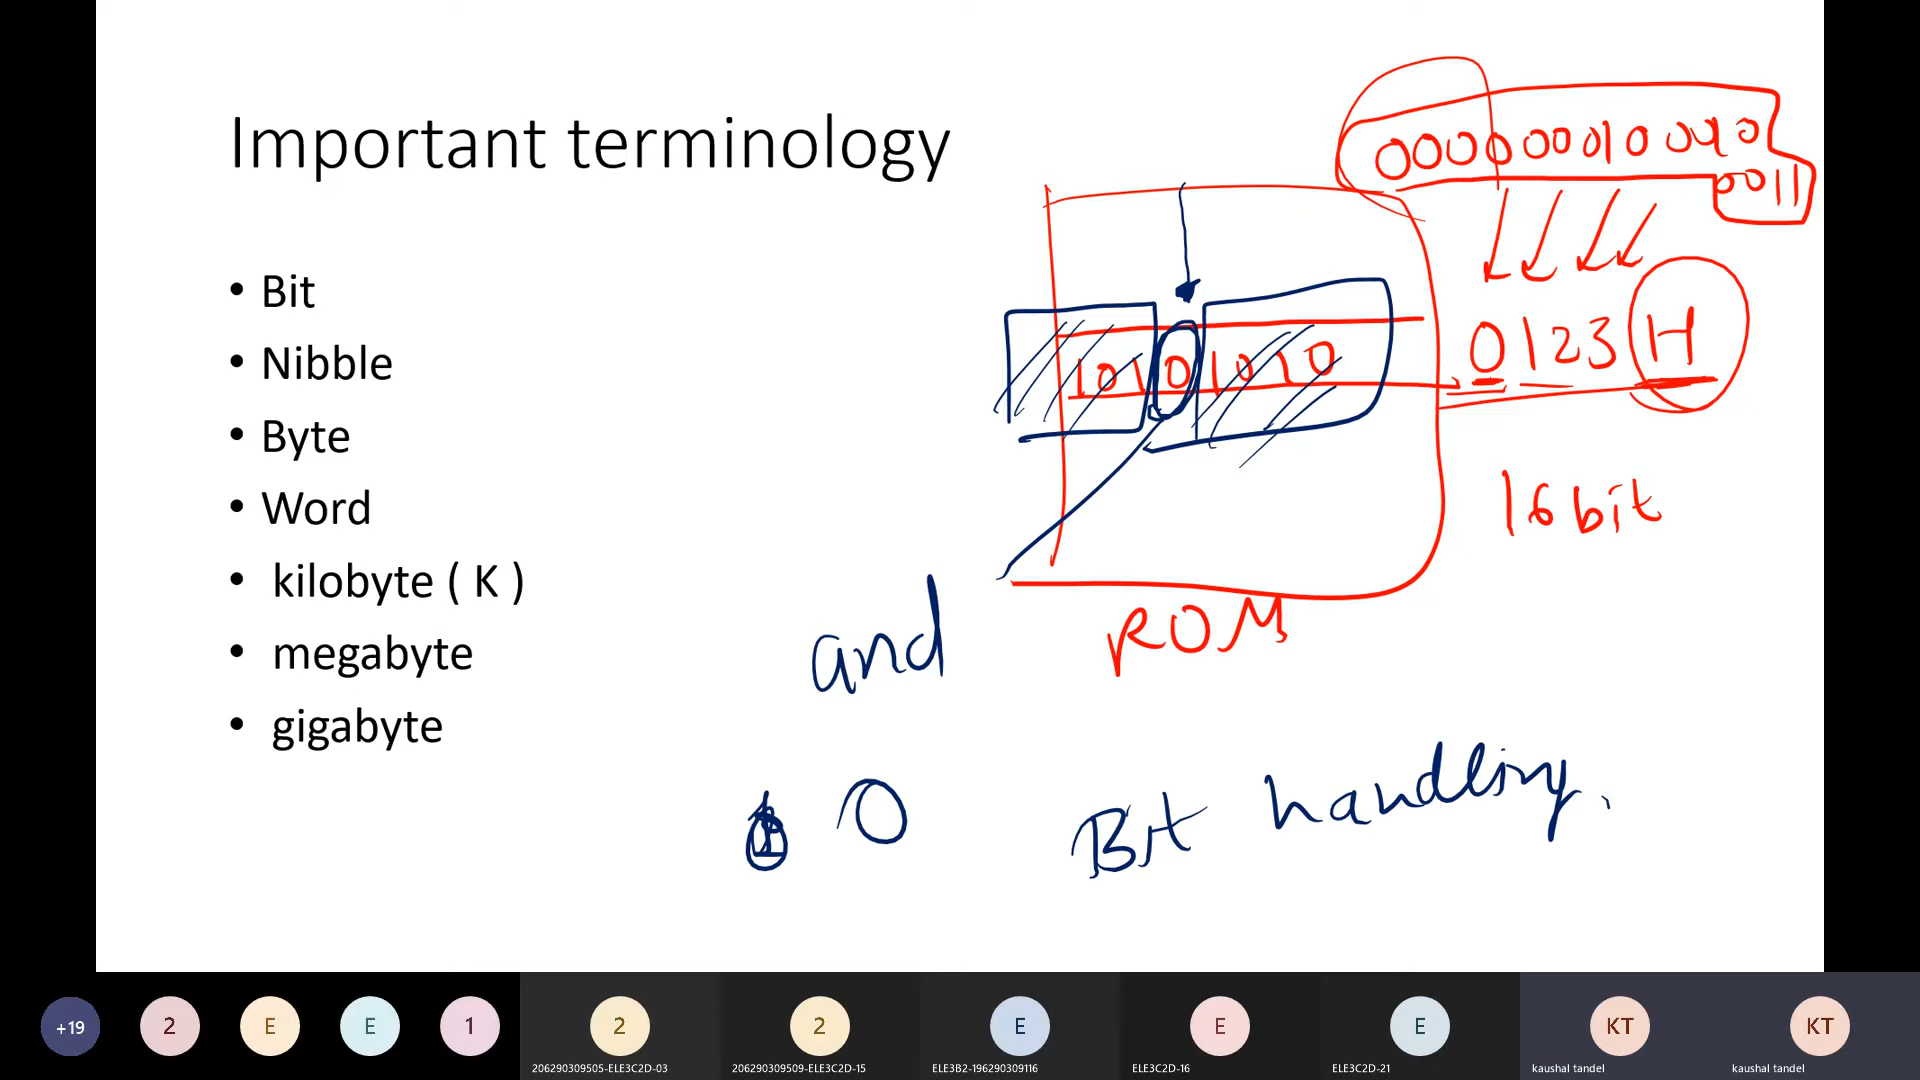 Important terminology
• Bit
• Nibble
• Byte
• Word
• kilobyte ( K )
• megabyte
• gigabyte
000000010010
0011
10101010
0123H
16 bit
ROM
and
0
Bit handling.
+19
2
E
E
1
2
206290309505-ELE3C2D-03
2
206290309509-ELE3C2D-15
E
ELE3B2-196290309116
E
ELE3C2D-16
E
ELE3C2D-21
KT
kaushal tandel
KT
kaushal tandel